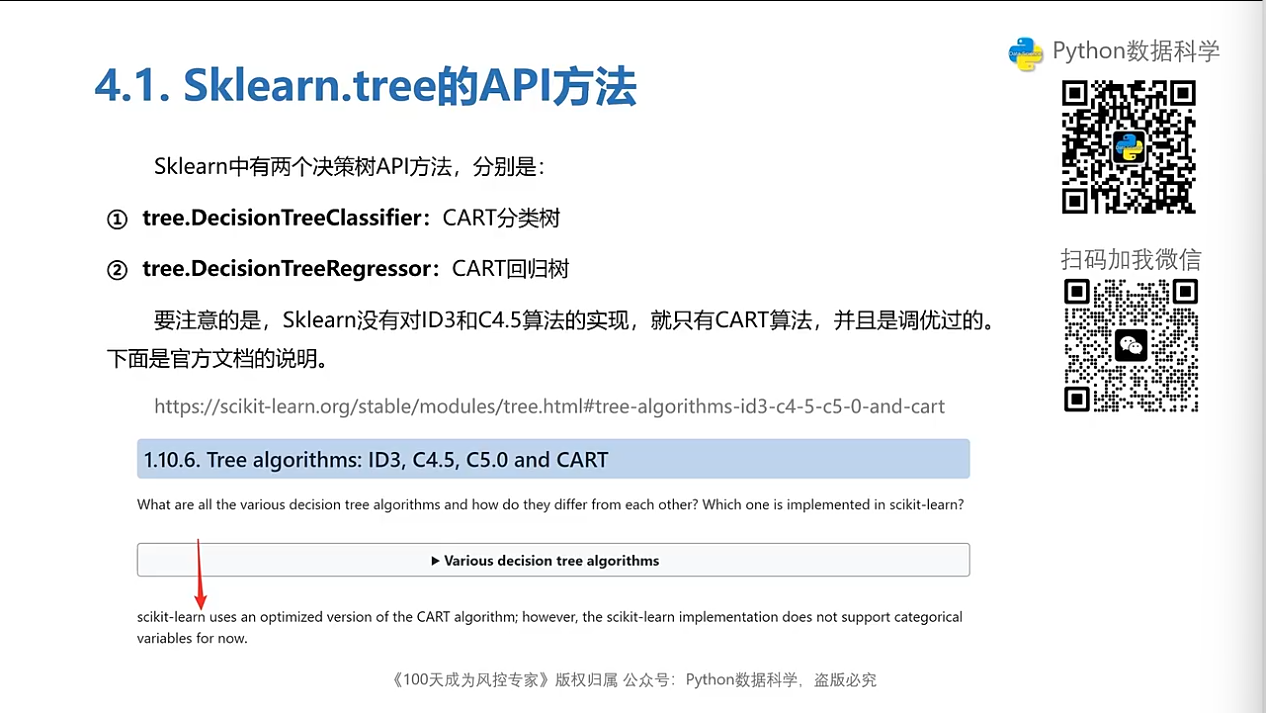 Python数据科学
4.1. Sklearn.tree的API方法
Sklearn中有两个决策树API方法，分别是：
① tree.DecisionTreeClassifier：CART分类树
② tree.DecisionTreeRegressor：CART回归树
扫码加我微信
要注意的是，Sklearn没有对ID3和C4.5算法的实现，就只有CART算法，并且是调优过的。
下面是官方文档的说明。
https://scikit-learn.org/stable/modules/tree.html#tree-algorithms-id3-c4-5-c5-0-and-cart
1.10.6. Tree algorithms: ID3, C4.5, C5.0 and CART
What are all the various decision tree algorithms and how do they differ from each other? Which one is implemented in scikit-learn?
▶ Various decision tree algorithms
scikit-learn uses an optimized version of the CART algorithm; however, the scikit-learn implementation does not support categorical
variables for now.
《100天成为风控专家》版权归属 公众号：Python数据科学，盗版必究